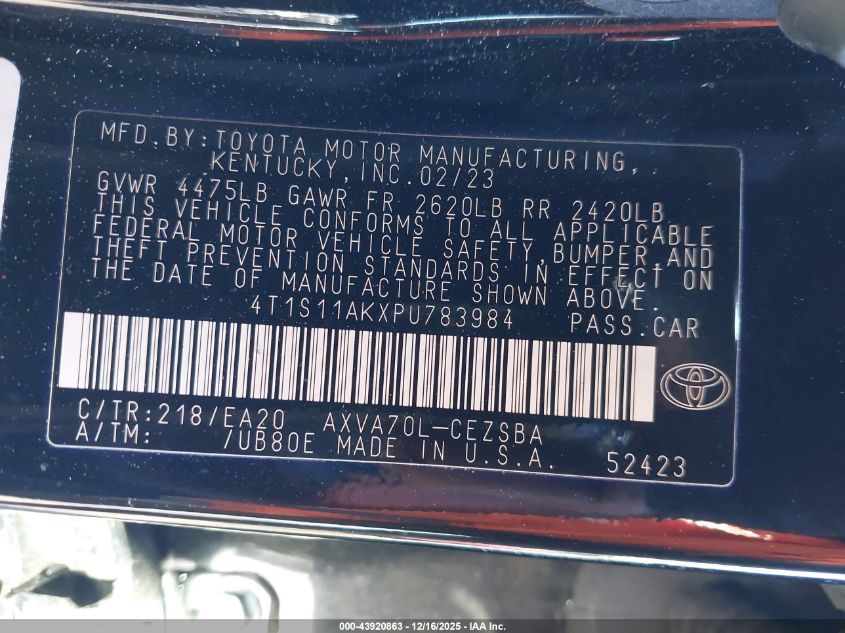 MFD.BY:TOYOTA MOTOR MANUFACTURING,
KENTUCKY,INC.02/23
GVWR 4475LB GAWR FR 2620LB RR 2420LB
THIS VEHICLE CONFORMS TO ALL APPLICABLE
FEDERAL MOTOR VEHICLE SAFETY,BUMPER,AND
THEFT PREVENTION STANDARDS IN EFFECT ON
THE DATE OF MANUFACTURE SHOWN ABOVE.
4T1S11AKXPU783984 PASS.CAR
C/TR:218/EA20 AXVA70L-CEZSBA
A/TM: /UB80E MADE IN U.S.A. 52423
000-43920863 - 12/16/2025 - IAA Inc.